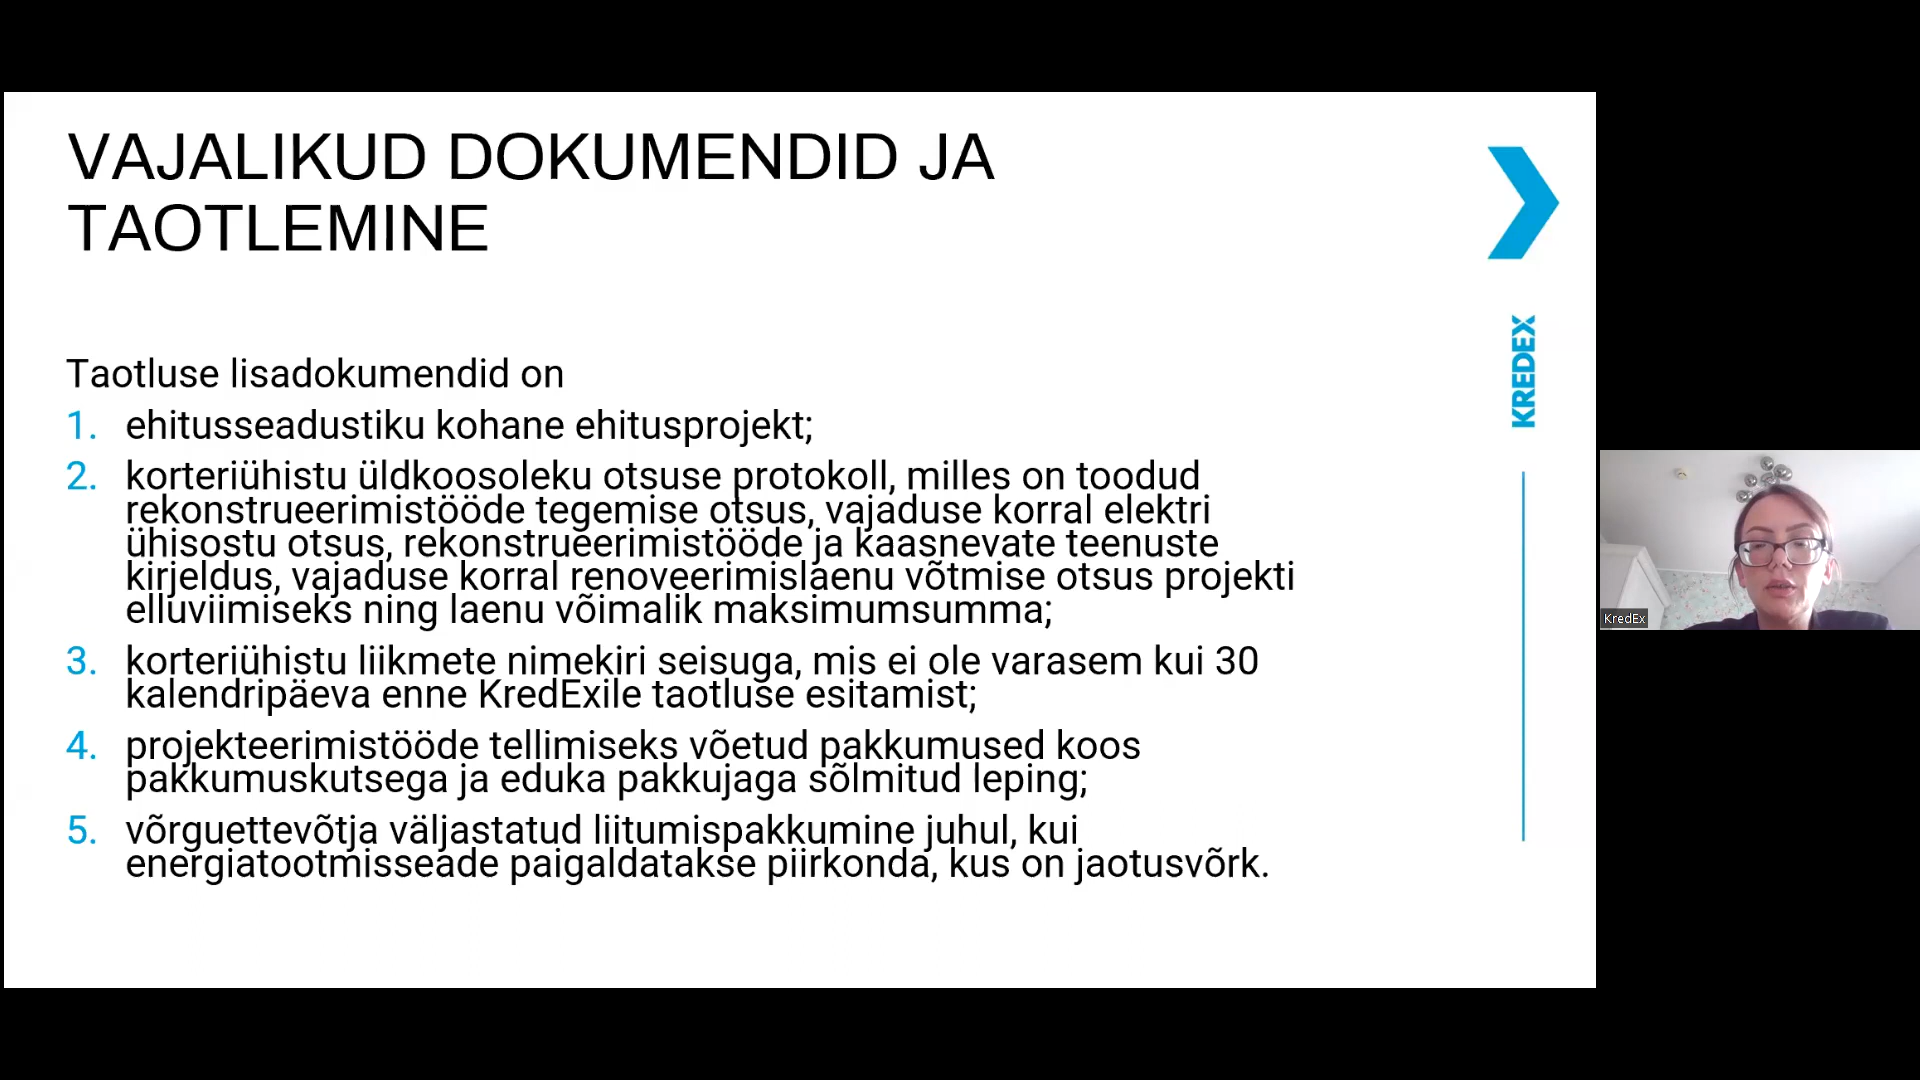 VAJALIKUD DOKUMENDID JA
TAOTLEMINE
KREDEX
Taotluse lisadokumendid on
1. ehitusseadustiku kohane ehitusprojekt;
2. korteriühistu üldkoosoleku otsuse protokoll, milles on toodud
rekonstrueerimistööde tegemise otsus, vajaduse korral elektri
ühisostu otsus, rekonstrueerimistööde ja kaasnevate teenuste
kirjeldus, vajaduse korral renoveerimislaenu võtmise otsus projekti
elluviimiseks ning laenu võimalik maksimumsumma;
3. korteriühistu liikmete nimekiri seisuga, mis ei ole varasem kui 30
kalendripäeva enne KredExile taotluse esitamist;
4. projekteerimistööde tellimiseks võetud pakkumused koos
pakkumuskutsega ja eduka pakkujaga sõlmitud leping;
5. võrguettevõtja väljastatud liitumispakkumine juhul, kui
energiatootmisseade paigaldatakse piirkonda, kus on jaotusvõrk.
KredEx